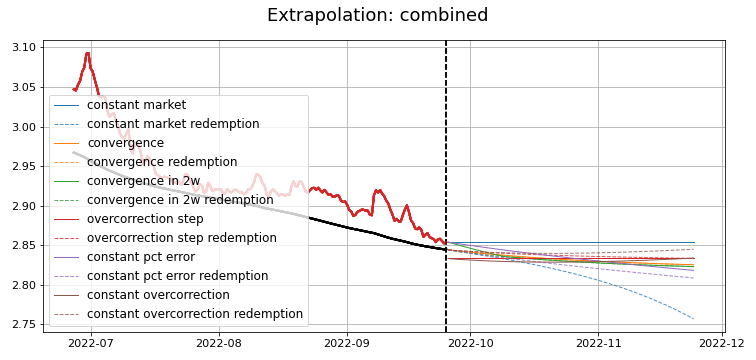 Extrapolation: combined
3.10
3.05
3.00
2.95
2.90
2.85
2.80
2.75
constant market
constant market redemption
convergence
convergence redemption
convergence in 2w
convergence in 2w redemption
overcorrection step
overcorrection step redemption
constant pct error
constant pct error redemption
constant overcorrection
constant overcorrection redemption
2022-07
2022-08
2022-09
2022-10
2022-11
2022-12